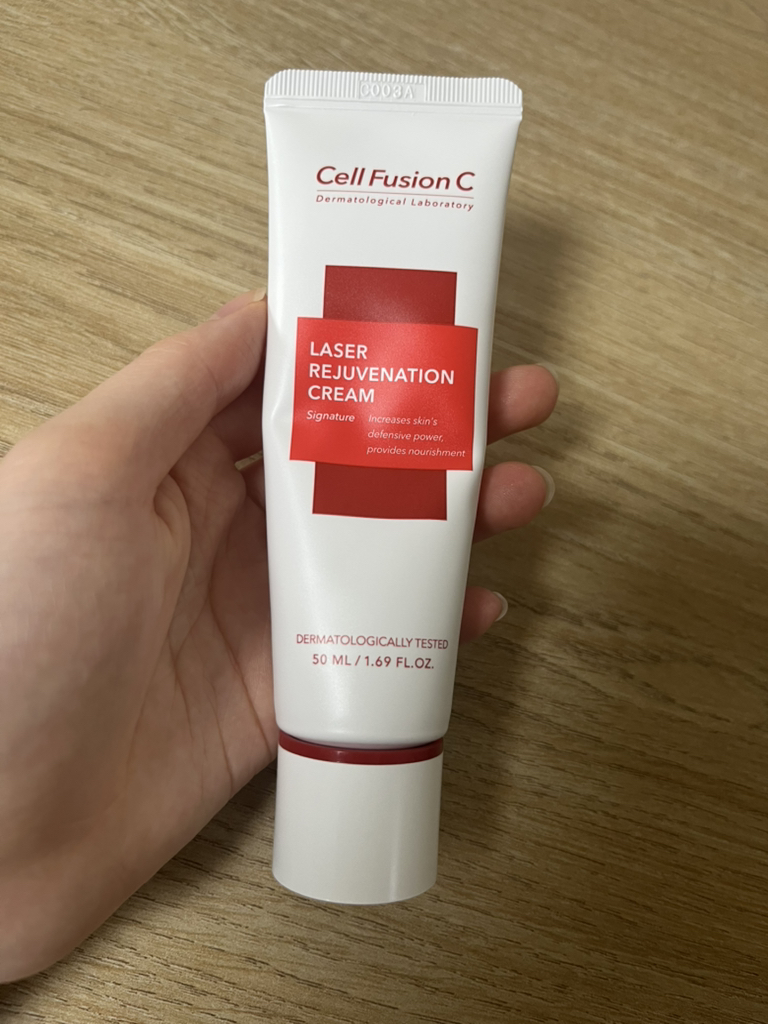 C003A
Cell Fusion C
Dermatological Laboratory
LASER
REJUVENATION
CREAM
Signature
Increases skin's
defensive power,
provides nourishment
DERMATOLOGICALLY TESTED
50 ML / 1.69 FL.OZ.